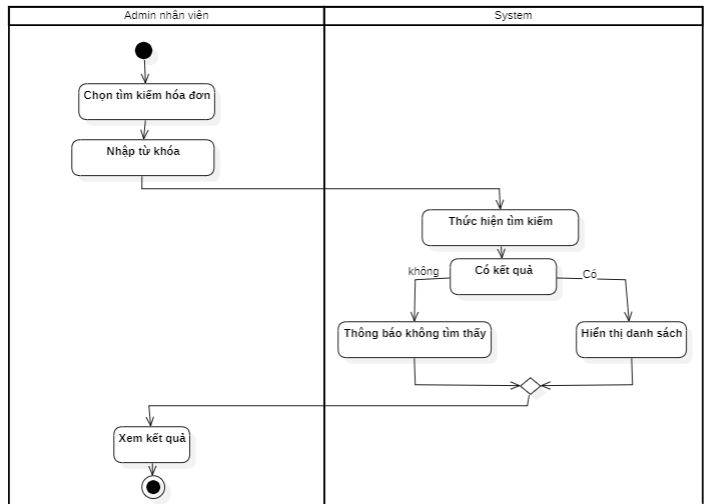 Admin nhân viên
System
Chọn tìm kiếm hóa đơn
Nhập từ khóa
Thức hiện tìm kiếm
Có kết quả
không
Có
Thông báo không tìm thấy
Hiển thị danh sách
Xem kết quả